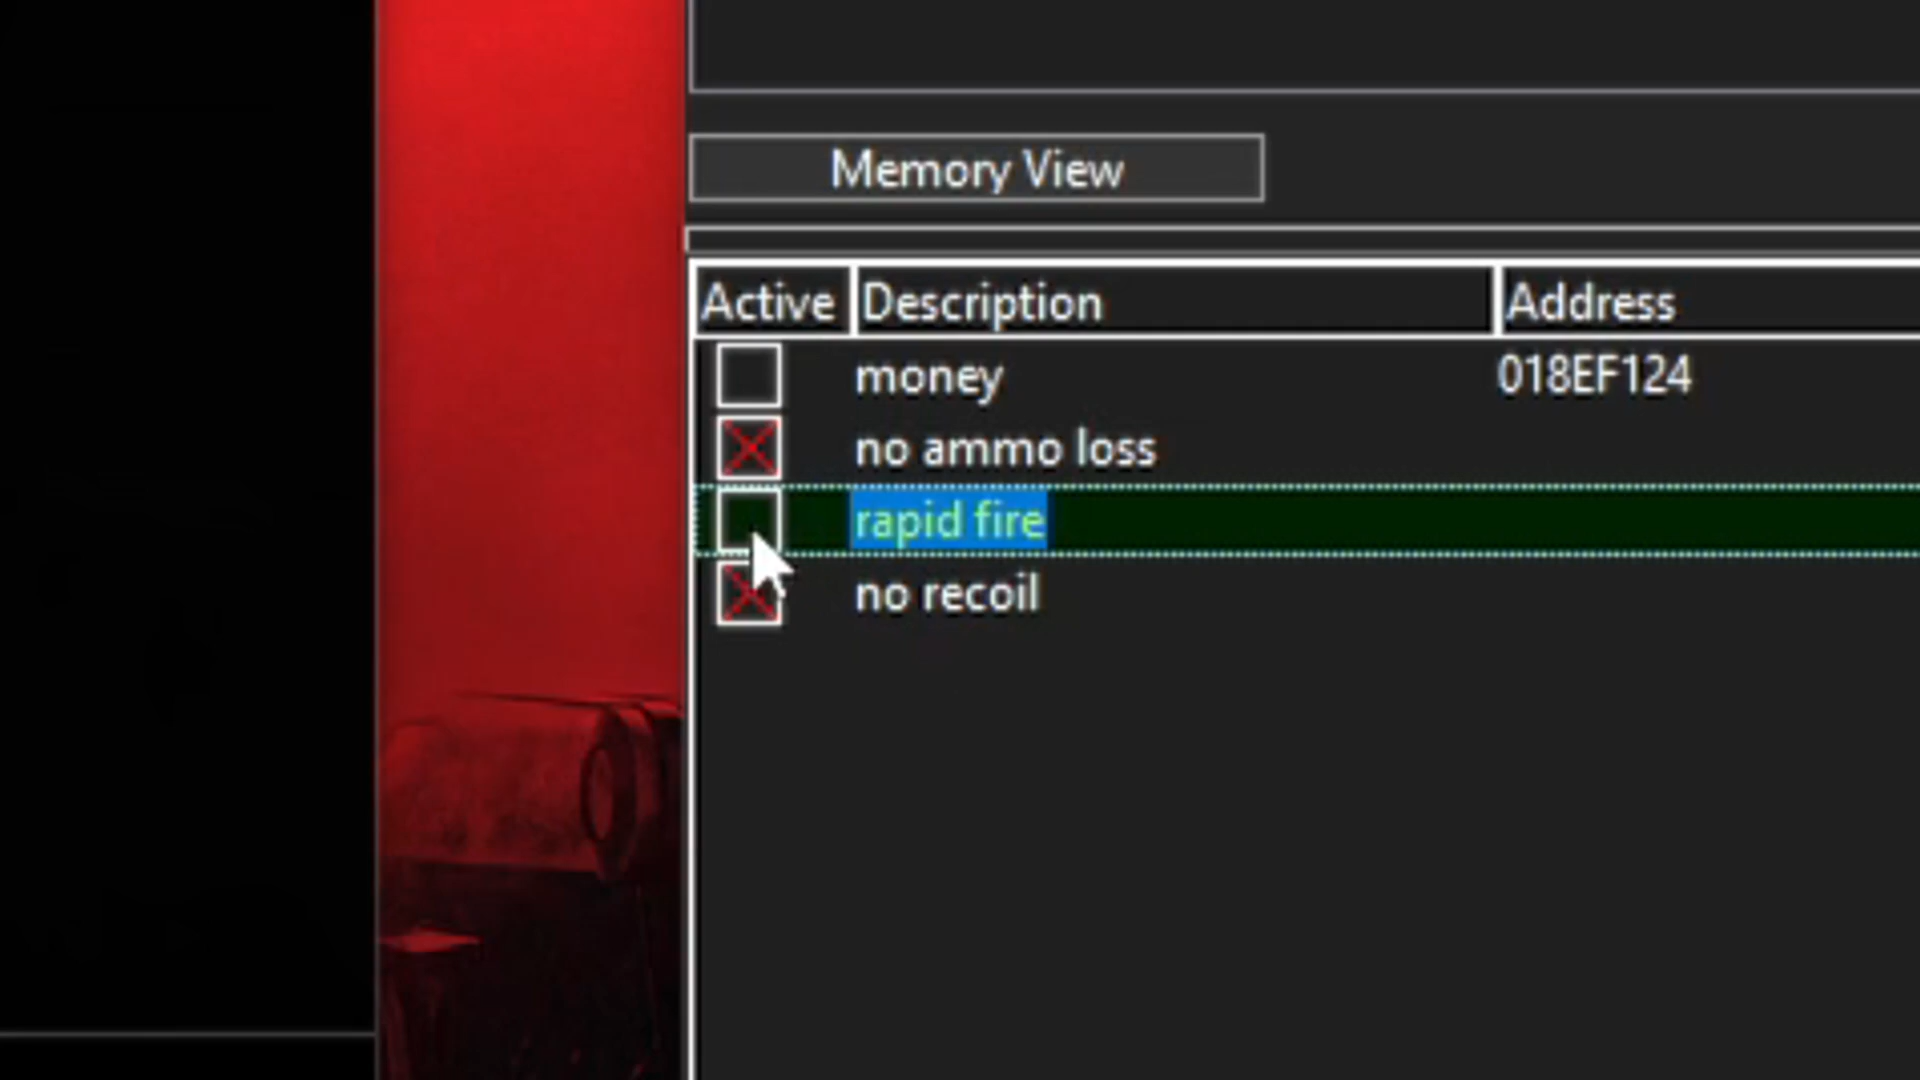 Memory View
Active Description Address
money 018EF124
no ammo loss
rapid fire
no recoil